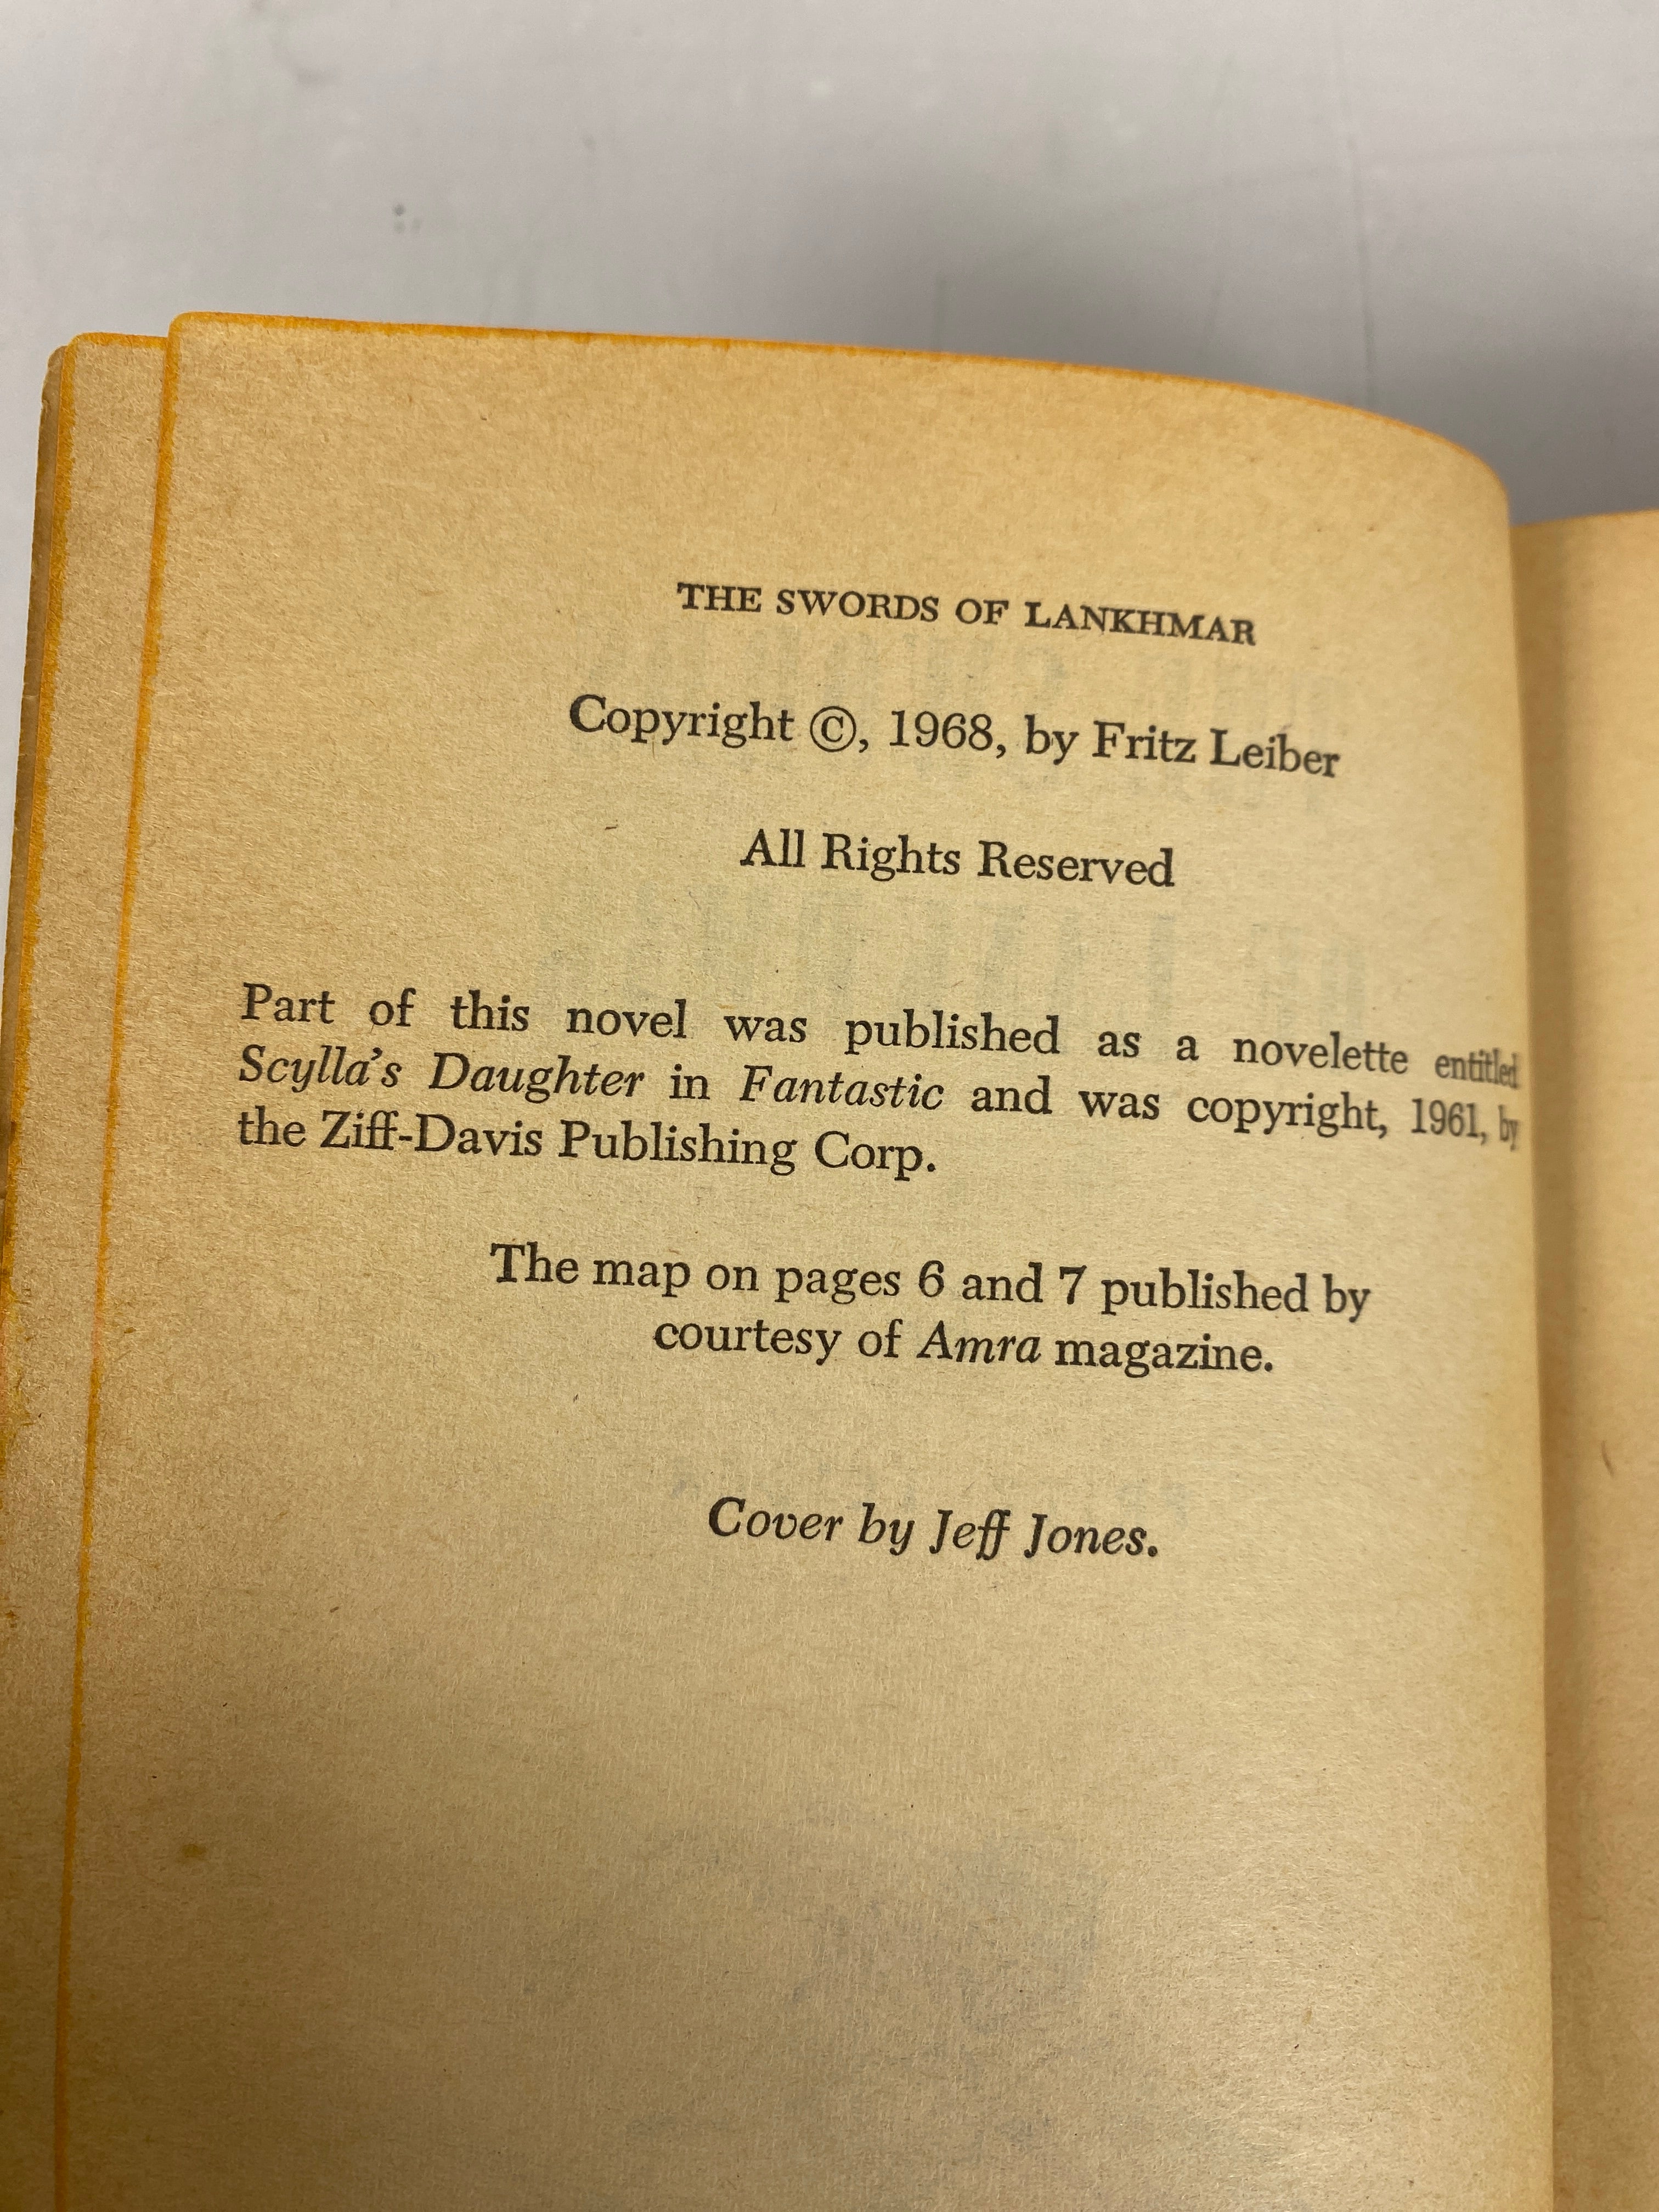 THE SWORDS OF LANKHMAR
Copyright ©, 1968, by Fritz Leiber
All Rights Reserved
Part of this novel was published as a novelette entitled
Scylla's Daughter in Fantastic and was copyright, 1961, by
the Ziff-Davis Publishing Corp.
The map on pages 6 and 7 published by
courtesy of Amra magazine.
Cover by Jeff Jones.